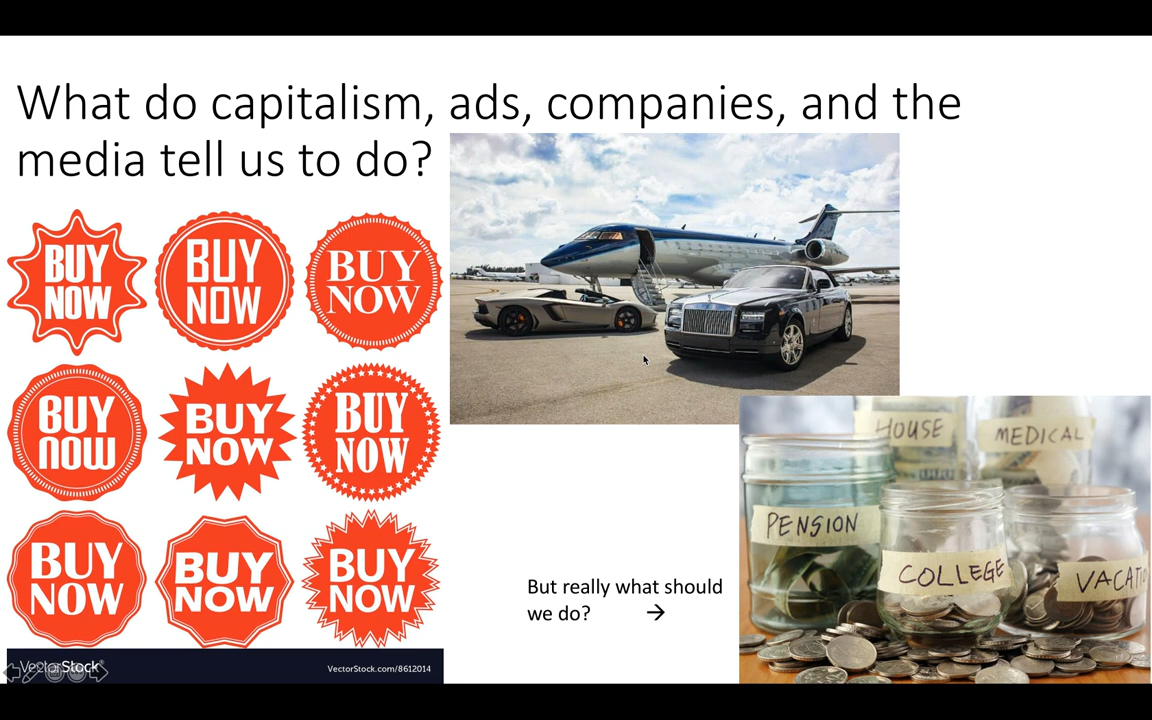 What do capitalism, ads, companies, and the
media tell us to do?
BUY
NOW
BUY
NOW
BUY
NOW
BUY
NOW
BUY
NOW
BUY
NOW
BUY
NOW
BUY
NOW
BUY
NOW
VectorStock®
VectorStock.com/8612014
HOUSE
MEDICAL
PENSION
COLLEGE
VACATIO
But really what should
we do? →